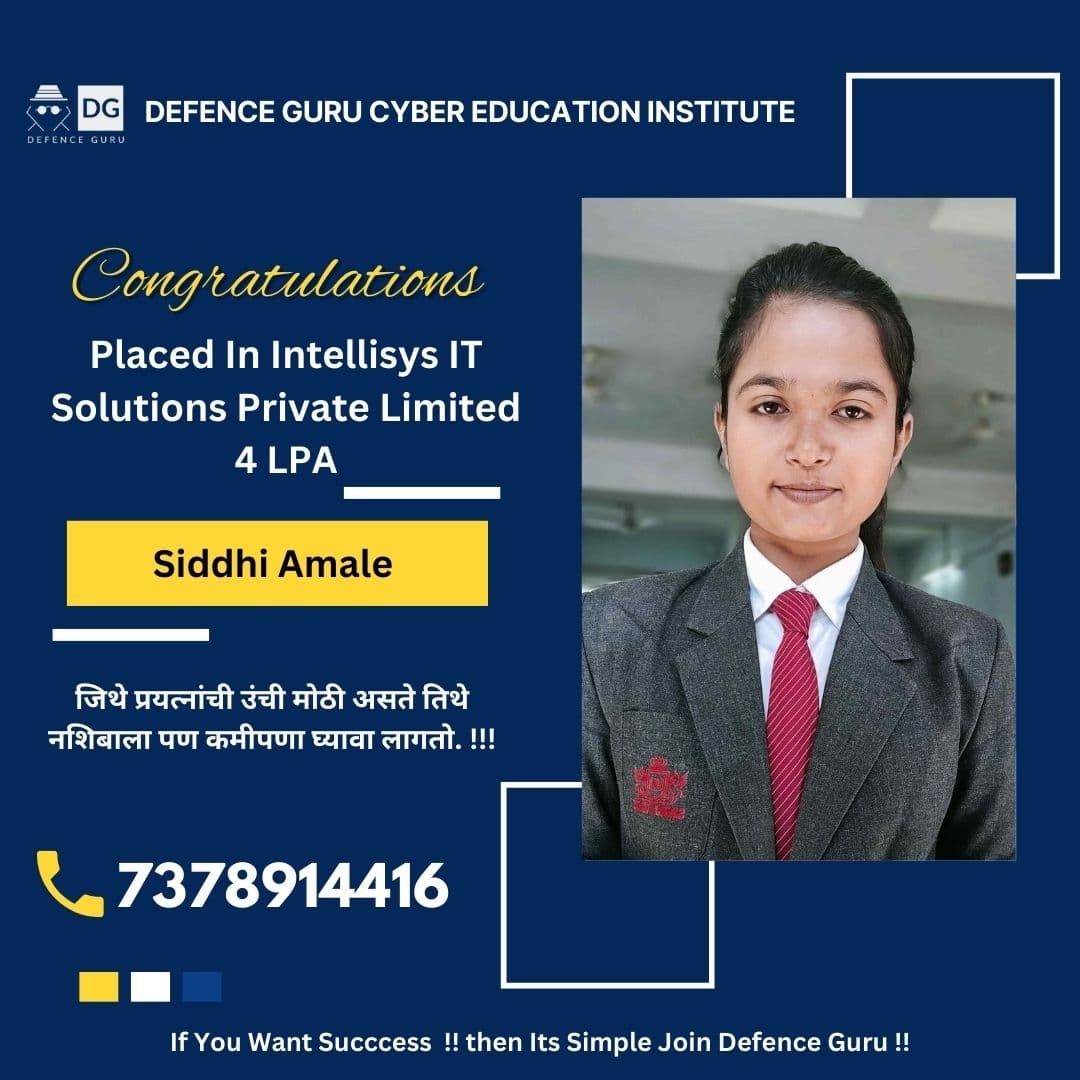 DG
DEFENCE GURU
DEFENCE GURU CYBER EDUCATION INSTITUTE
Congratulations
Placed In Intellisys IT
Solutions Private Limited
4 LPA
Siddhi Amale
जिथे प्रयत्नांची उंची मोठी असते तिथे
नशिबाला पण कमीपणा घ्यावा लागतो. !!!
7378914416
If You Want Succcess !! then Its Simple Join Defence Guru !!